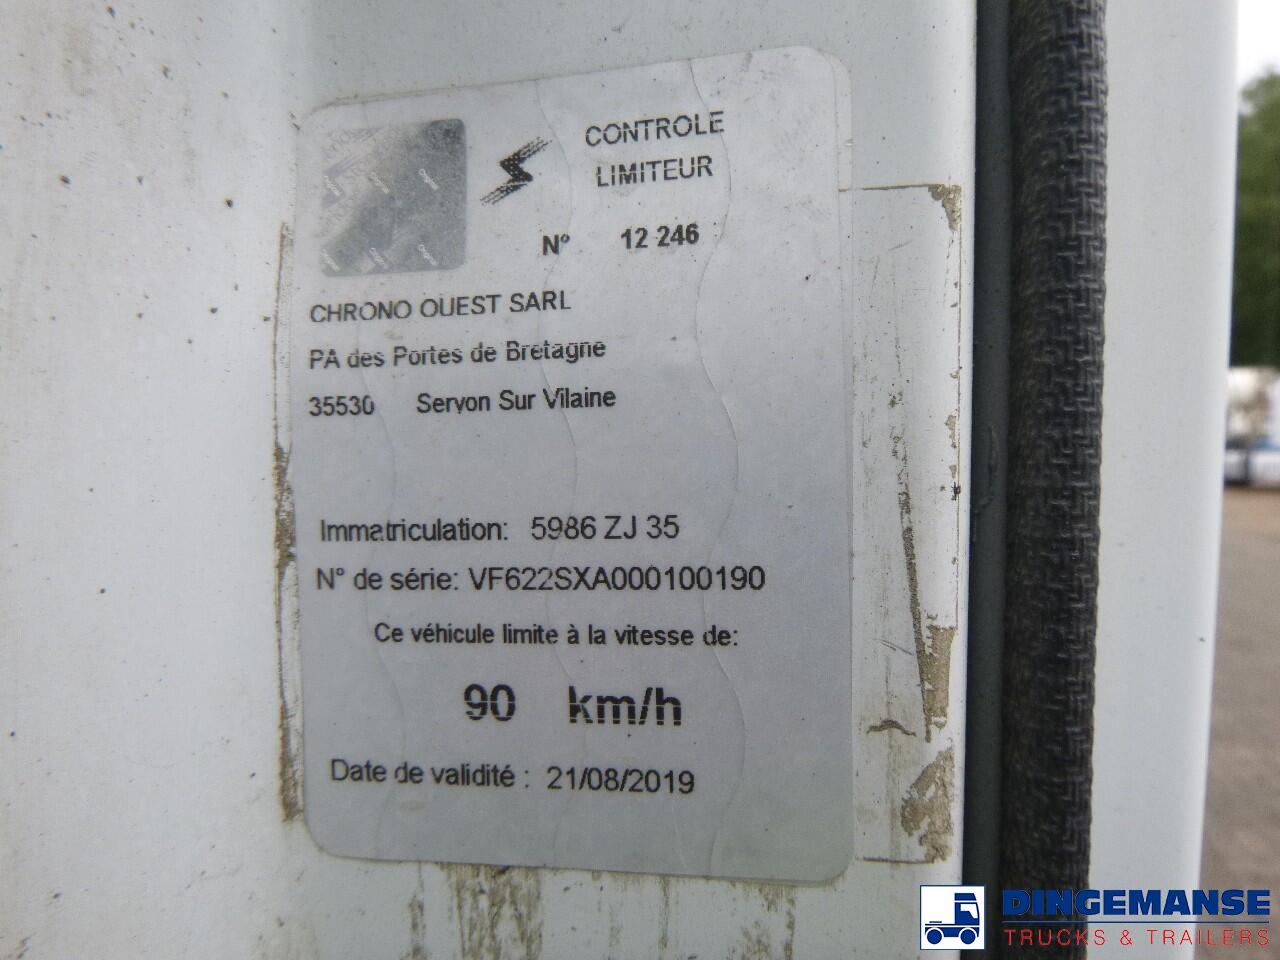 CONTROLE
LIMITEUR
N° 12 246
CHRONO OUEST SARL
PA des Portes de Bretagne
35530 Servon Sur Vilaine
Immatriculation: 5986 ZJ 35
N° de série: VF622SXA000100190
Ce véhicule limite à la vitesse de:
90 km/h
Date de validité : 21/08/2019
DINGEMANSE
TRUCKS & TRAILERS